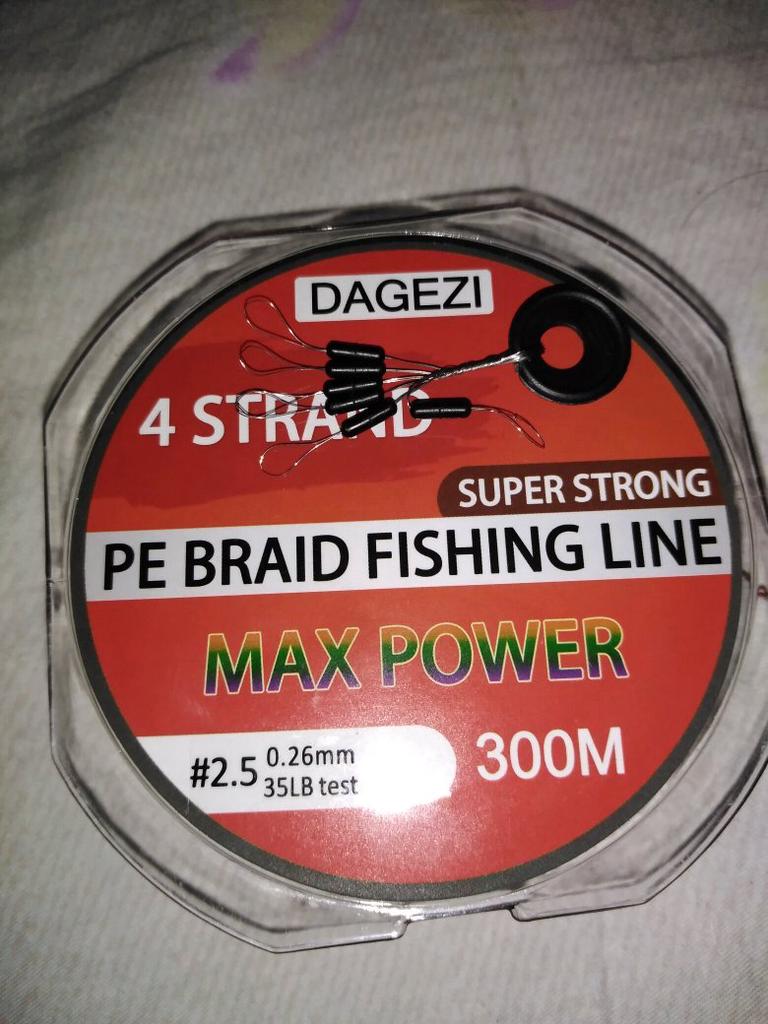 DAGEZI
4 STRAND
SUPER STRONG
PE BRAID FISHING LINE
MAX POWER
#2.5 0.26mm
35LB test
300M